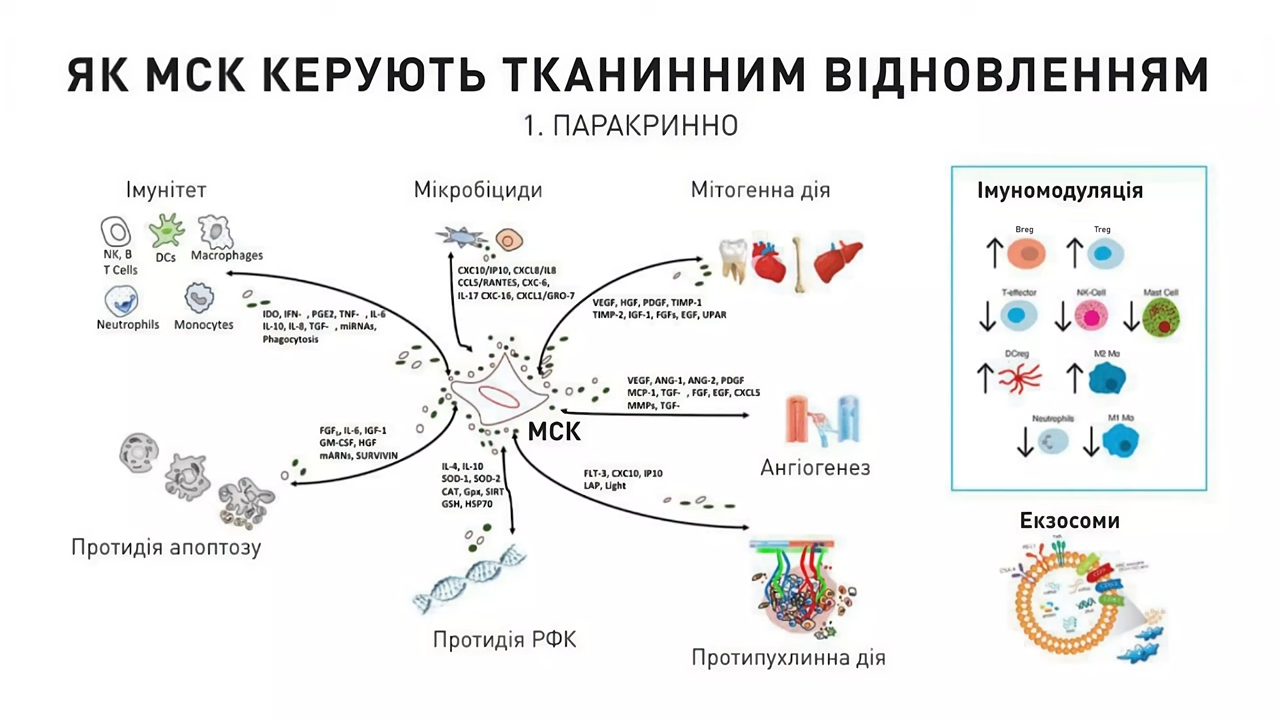 ЯК МСК КЕРУЮТЬ ТКАНИННИМ ВІДНОВЛЕННЯМ
1. ПАРАКРИННО
Імунітет
NK, B
T Cells
DCs
Macrophages
Neutrophils
Monocytes
IDO, IFN- , PGE2, TNF- , IL-6
IL-10, IL-8, TGF- , miRNAs,
Phagocytosis
Мікробіциди
CXC10/IP10, CXCL8/IL8
CCL5/RANTES, CXC-6,
IL-17 CXC-16, CXCL1/GRO-7
Мітогенна дія
VEGF, HGF, PDGF, TIMP-1
TIMP-2, IGF-1, FGFs, EGF, UPAR
VEGF, ANG-1, ANG-2, PDGF
MCP-1, TGF- , FGF, EGF, CXCL5
MMPs, TGF-
Ангіогенез
МСК
FGF, IL-6, IGF-1
GM-CSF, HGF
mARNs, SURVIVIN
Протидія апоптозу
IL-4, IL-10
SOD-1, SOD-2
CAT, Gpx, SIRT
GSH, HSP70
Протидія РФК
FLT-3, CXC10, IP10
LAP, Light
Протипухлинна дія
Імуномодуляція
Breg
Treg
T-effector
NK-Cell
Mast Cell
DCreg
M2 Mo
Neutrophils
M1 Mo
Екзосоми